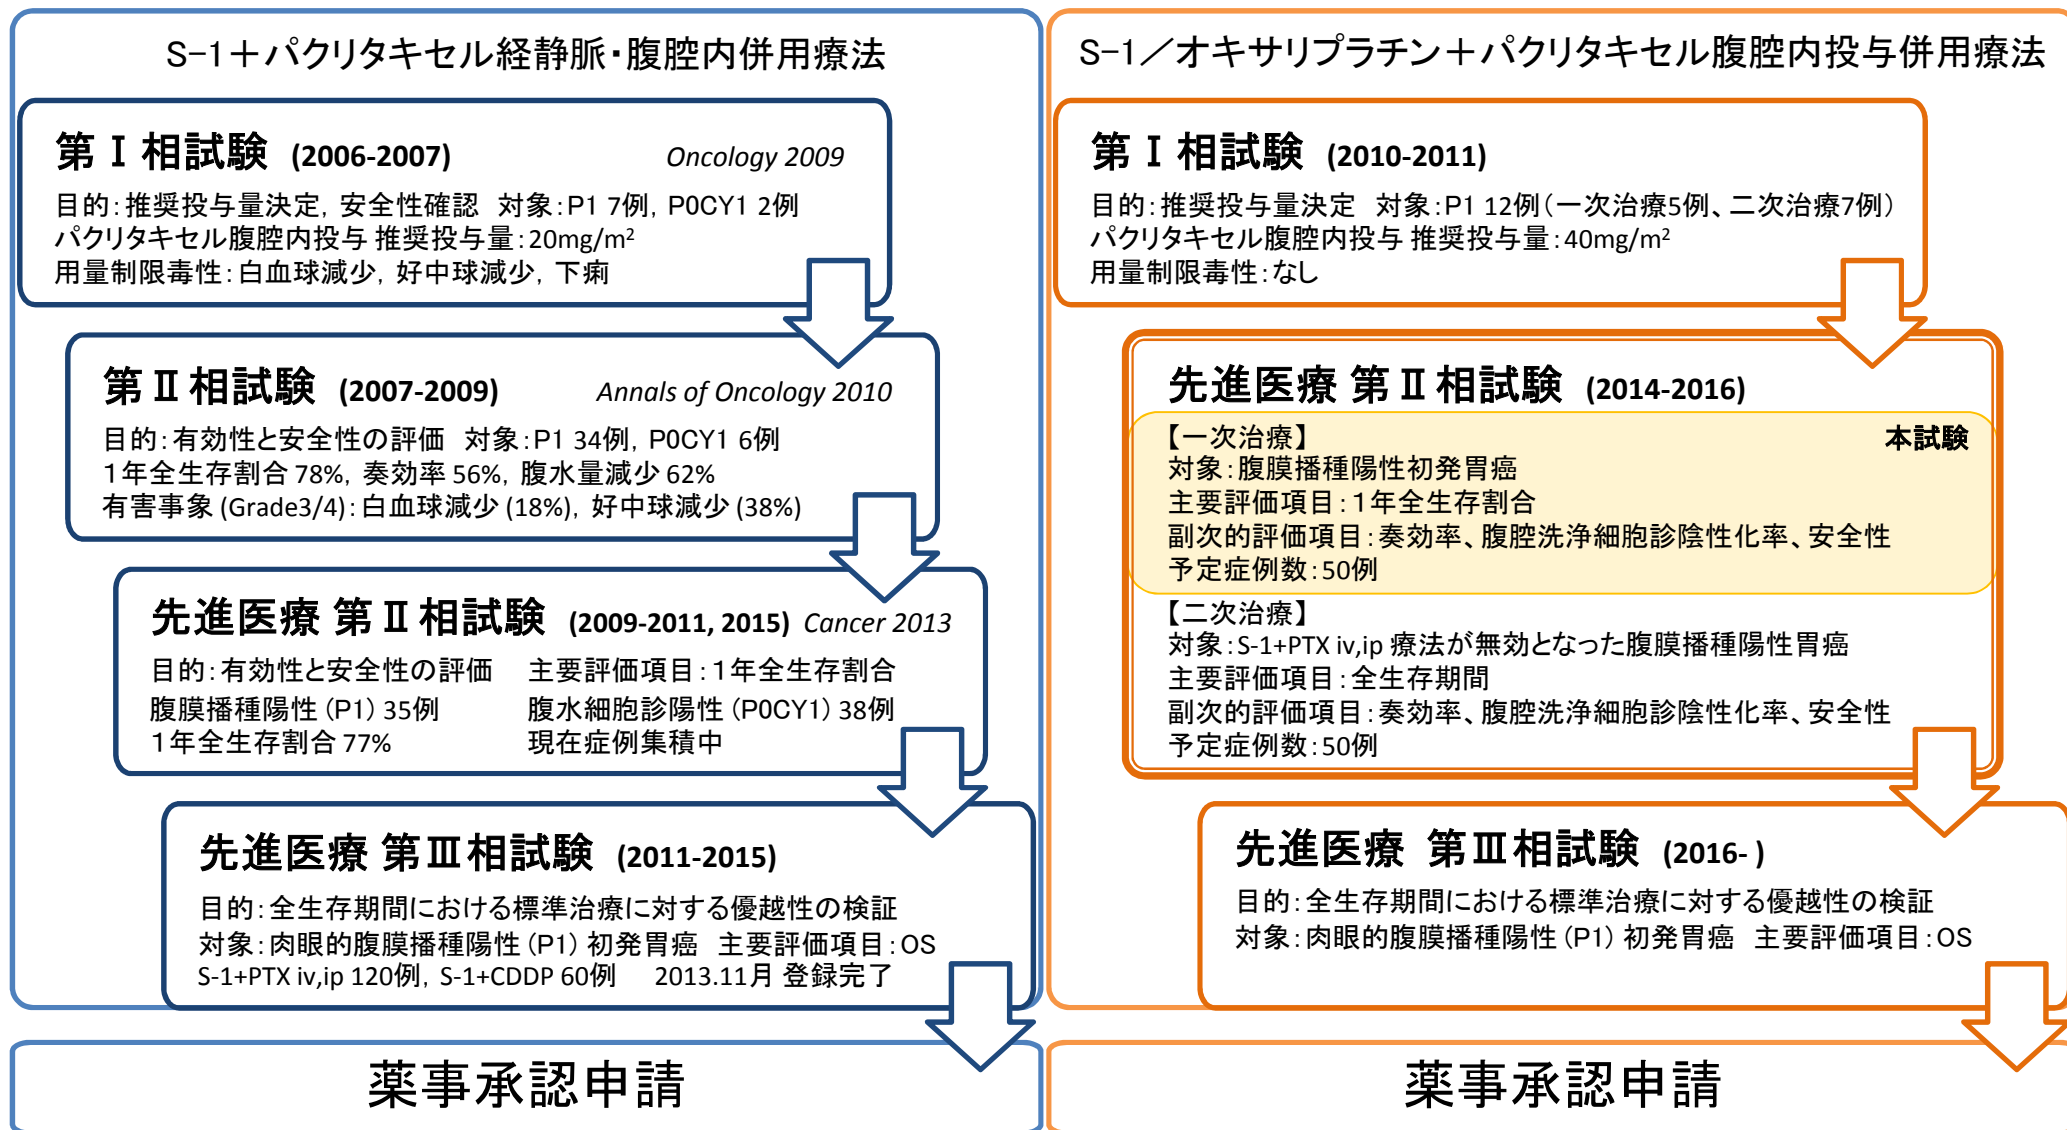 S-1＋パクリタキセル経静脈・腹腔内併用療法
第Ⅰ相試験 (2006-2007) Oncology 2009
目的：推奨投与量決定，安全性確認 対象：P1 7例，P0CY1 2例
パクリタキセル腹腔内投与 推奨投与量：20mg/m²
用量制限毒性：白血球減少，好中球減少，下痢
第Ⅱ相試験 (2007-2009) Annals of Oncology 2010
目的：有効性と安全性の評価 対象：P1 34例，P0CY1 6例
１年全生存割合 78%，奏効率 56%，腹水量減少 62%
有害事象 (Grade3/4)：白血球減少 (18%)，好中球減少 (38%)
先進医療 第Ⅱ相試験 (2009-2011, 2015) Cancer 2013
目的：有効性と安全性の評価 主要評価項目：１年全生存割合
腹膜播種陽性 (P1) 35例 腹水細胞診陽性 (P0CY1) 38例
１年全生存割合 77% 現在症例集積中
先進医療 第Ⅲ相試験 (2011-2015)
目的：全生存期間における標準治療に対する優越性の検証
対象：肉眼的腹膜播種陽性 (P1) 初発胃癌 主要評価項目：OS
S-1+PTX iv,ip 120例，S-1+CDDP 60例 2013.11月 登録完了
薬事承認申請
S-1／オキサリプラチン＋パクリタキセル腹腔内投与併用療法
第Ⅰ相試験 (2010-2011)
目的：推奨投与量決定 対象：P1 12例（一次治療5例、二次治療7例）
パクリタキセル腹腔内投与 推奨投与量：40mg/m²
用量制限毒性：なし
先進医療 第Ⅱ相試験 (2014-2016)
【一次治療】 本試験
対象：腹膜播種陽性初発胃癌
主要評価項目：１年全生存割合
副次的評価項目：奏効率、腹腔洗浄細胞診陰性化率、安全性
予定症例数：50例
【二次治療】
対象：S-1+PTX iv,ip 療法が無効となった腹膜播種陽性胃癌
主要評価項目：全生存期間
副次的評価項目：奏効率、腹腔洗浄細胞診陰性化率、安全性
予定症例数：50例
先進医療 第Ⅲ相試験 (2016- )
目的：全生存期間における標準治療に対する優越性の検証
対象：肉眼的腹膜播種陽性 (P1) 初発胃癌 主要評価項目：OS
薬事承認申請